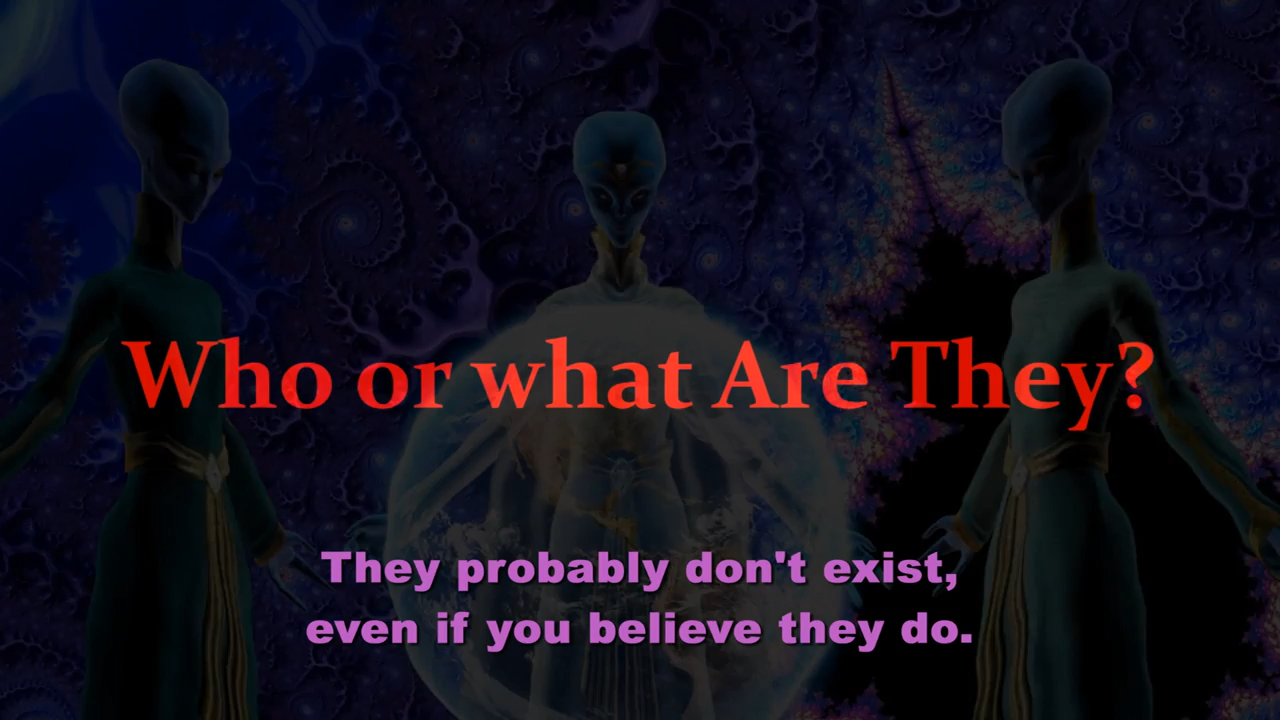 Who or what Are They?
They probably don't exist,
even if you believe they do.